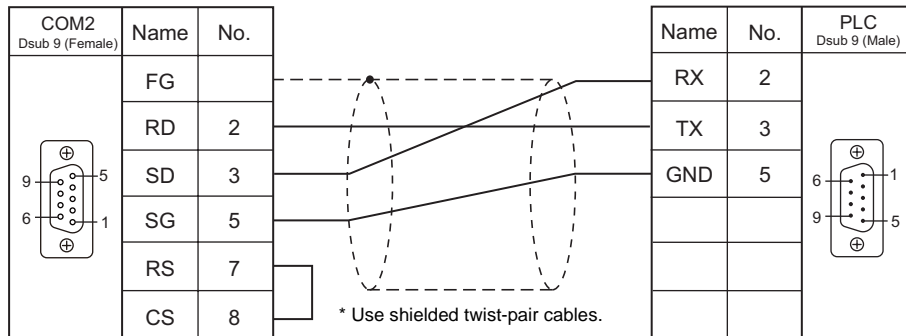 COM2
Dsub 9 (Female)
Name No.
FG
RD 2
SD 3
SG 5
RS 7
CS 8
9 5
6 1
* Use shielded twist-pair cables.
Name No.
PLC
Dsub 9 (Male)
RX 2
TX 3
GND 5
6 1
9 5